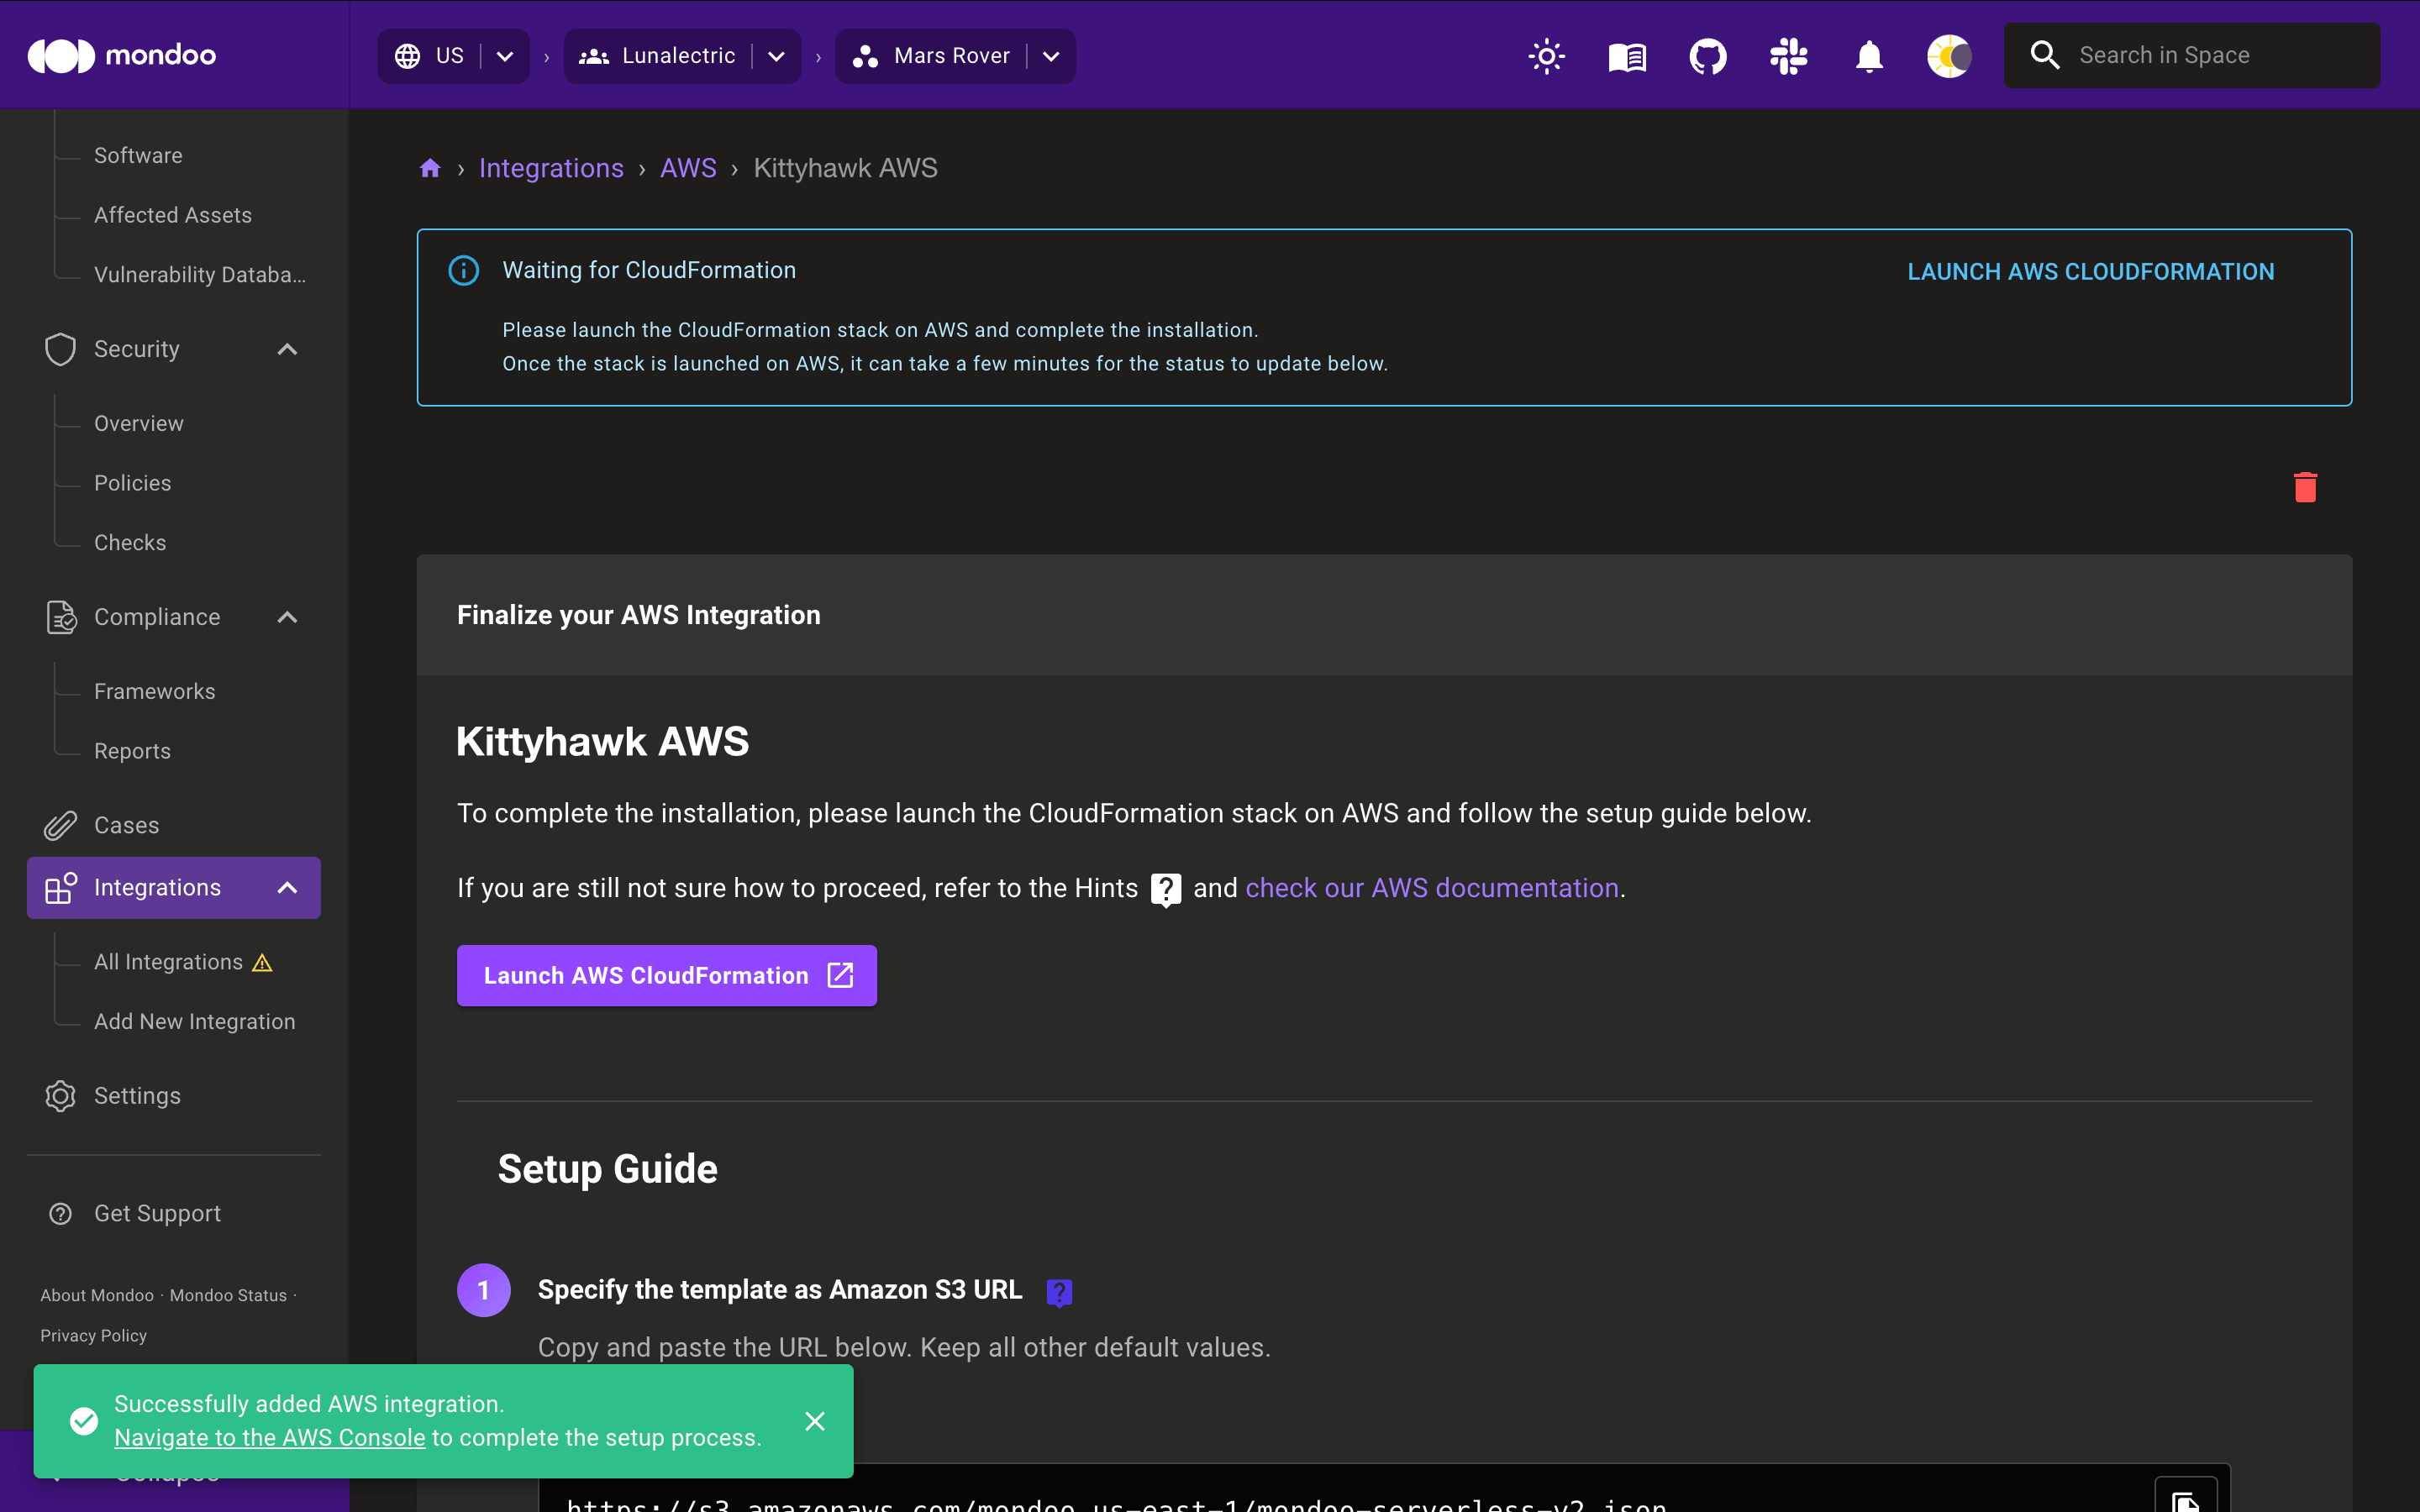 mondoo
US
Lunalectric
Mars Rover
Search in Space
Software
Affected Assets
Vulnerability Databa...
Security
Overview
Policies
Checks
Compliance
Frameworks
Reports
Cases
Integrations
All Integrations
Add New Integration
Settings
Get Support
About Mondoo · Mondoo Status ·
Privacy Policy
Integrations › AWS › Kittyhawk AWS
Waiting for CloudFormation
LAUNCH AWS CLOUDFORMATION
Please launch the CloudFormation stack on AWS and complete the installation.
Once the stack is launched on AWS, it can take a few minutes for the status to update below.
Finalize your AWS Integration
Kittyhawk AWS
To complete the installation, please launch the CloudFormation stack on AWS and follow the setup guide below.
If you are still not sure how to proceed, refer to the Hints ? and check our AWS documentation.
Launch AWS CloudFormation
Setup Guide
1 Specify the template as Amazon S3 URL ?
Copy and paste the URL below. Keep all other default values.
https://s3.amazonaws.com/mondoo.us-east-1/mondoo-serverless-v2.json
Successfully added AWS integration.
Navigate to the AWS Console to complete the setup process.